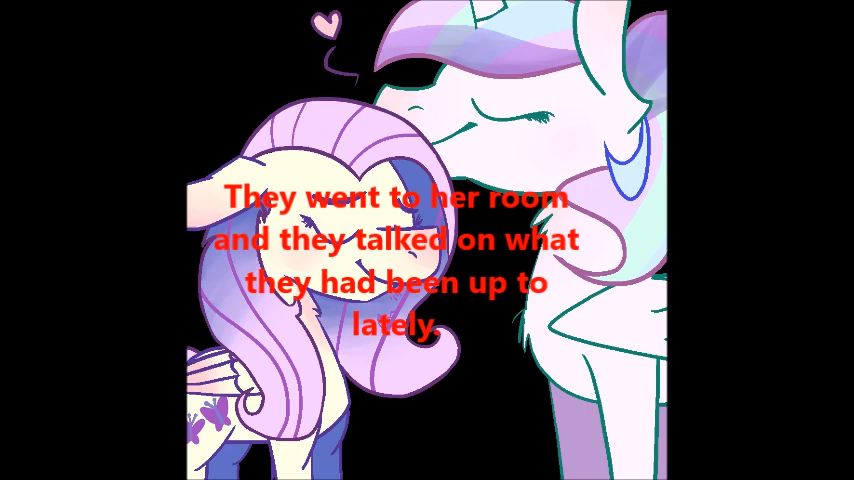 They went to her room
and they talked on what
they had been up to
lately.